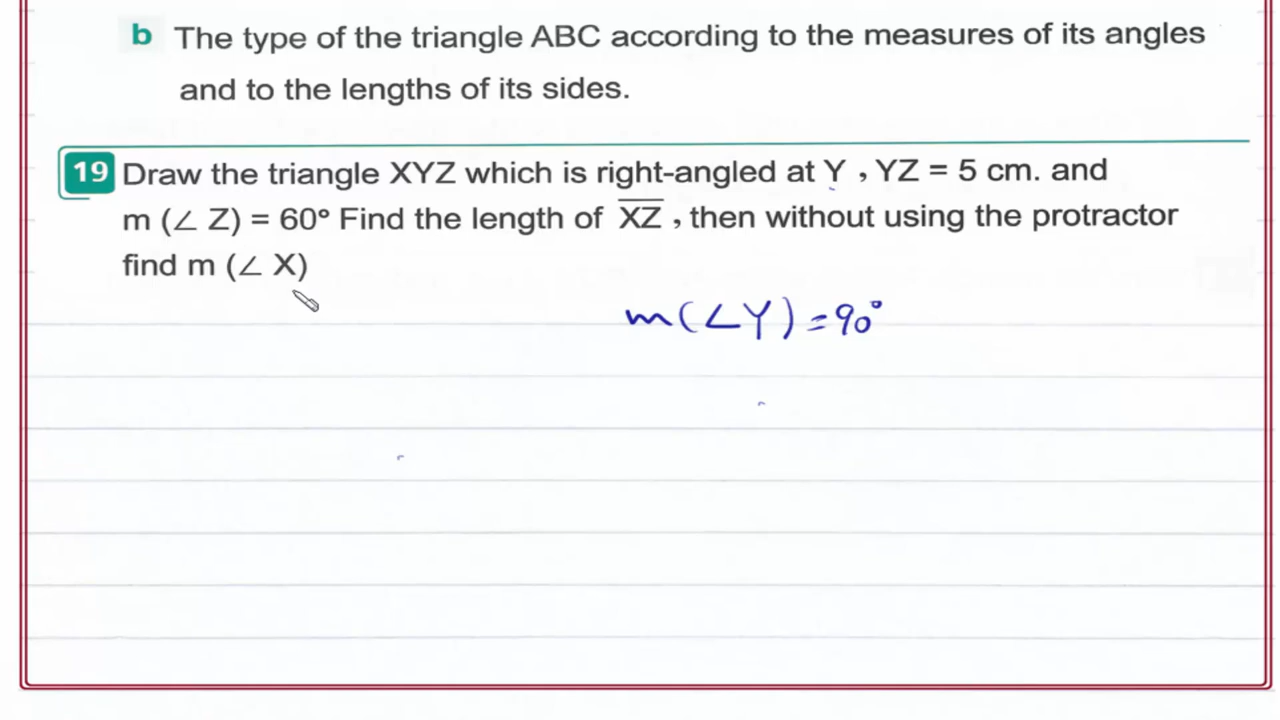 b The type of the triangle ABC according to the measures of its angles
and to the lengths of its sides.
19 Draw the triangle XYZ which is right-angled at Y , YZ = 5 cm. and
m (∠ Z) = 60° Find the length of X̅Z̅ , then without using the protractor
find m (∠ X)
m(∠Y) = 90°